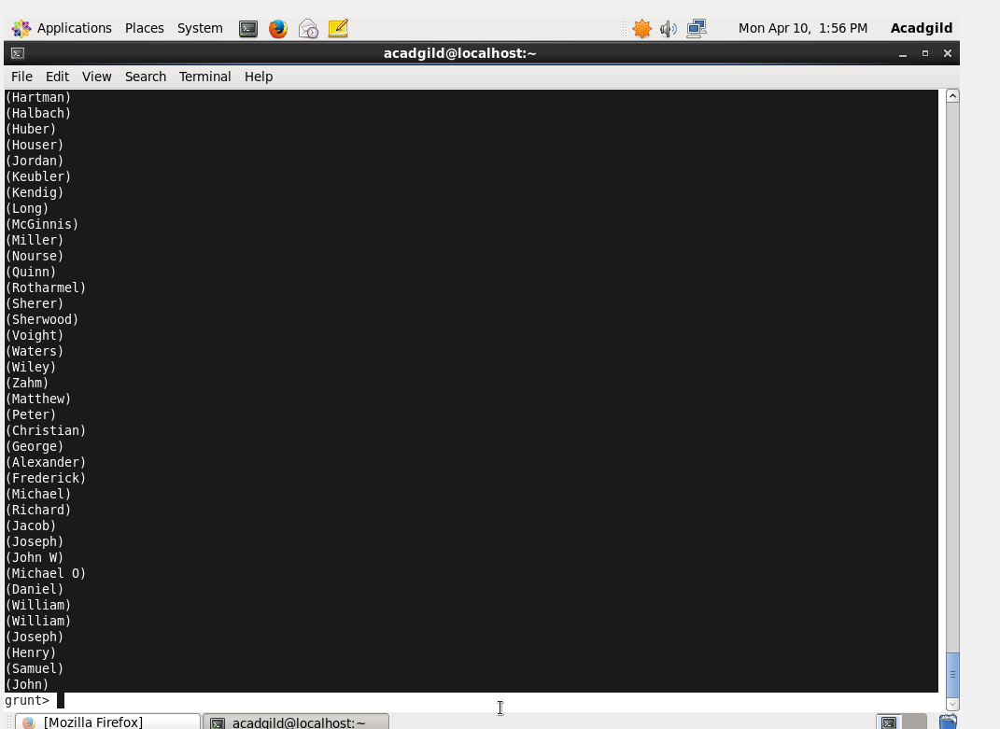 Applications Places System Mon Apr 10, 1:56 PM Acadgild
acadgild@localhost:~
File Edit View Search Terminal Help
(Hartman)
(Halbach)
(Huber)
(Houser)
(Jordan)
(Keubler)
(Kendig)
(Long)
(McGinnis)
(Miller)
(Nourse)
(Quinn)
(Rotharmel)
(Sherer)
(Sherwood)
(Voight)
(Waters)
(Wiley)
(Zahm)
(Matthew)
(Peter)
(Christian)
(George)
(Alexander)
(Frederick)
(Michael)
(Richard)
(Jacob)
(Joseph)
(John W)
(Michael O)
(Daniel)
(William)
(William)
(Joseph)
(Henry)
(Samuel)
(John)
grunt>
[Mozilla Firefox] acadgild@localhost:~